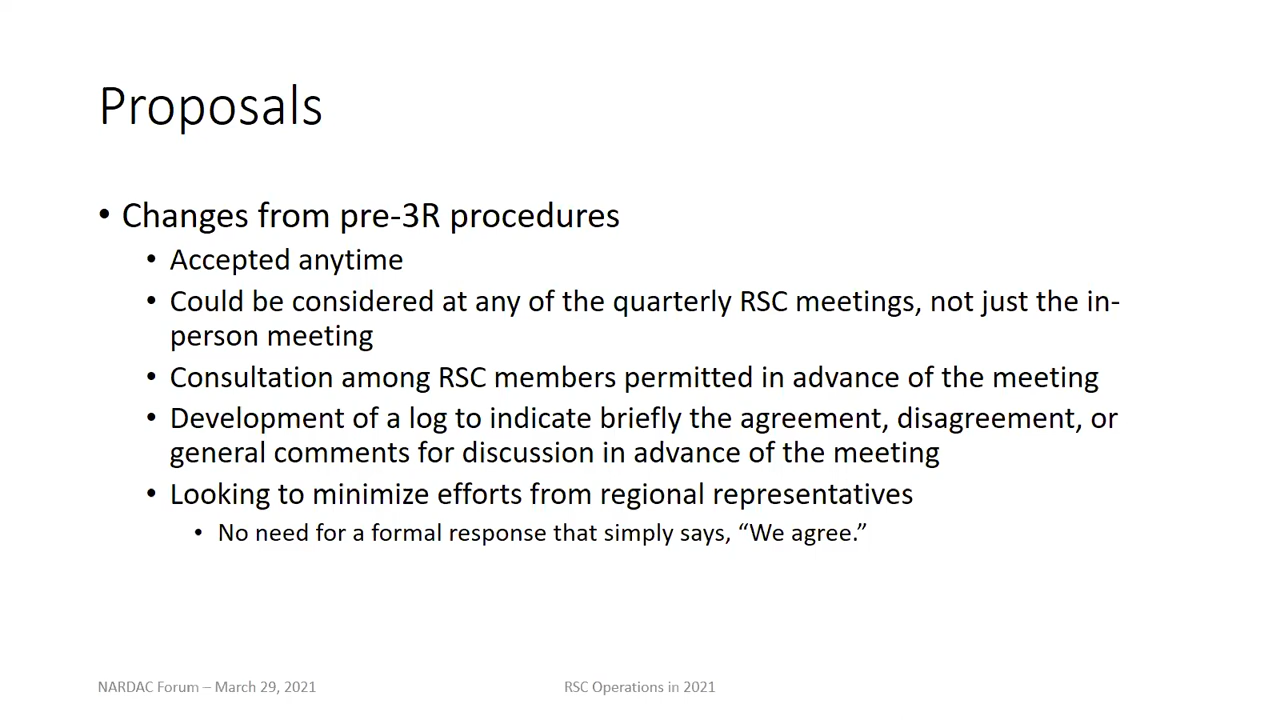 Proposals
• Changes from pre-3R procedures
• Accepted anytime
• Could be considered at any of the quarterly RSC meetings, not just the in-
person meeting
• Consultation among RSC members permitted in advance of the meeting
• Development of a log to indicate briefly the agreement, disagreement, or
general comments for discussion in advance of the meeting
• Looking to minimize efforts from regional representatives
• No need for a formal response that simply says, “We agree.”
NARDAC Forum – March 29, 2021
RSC Operations in 2021